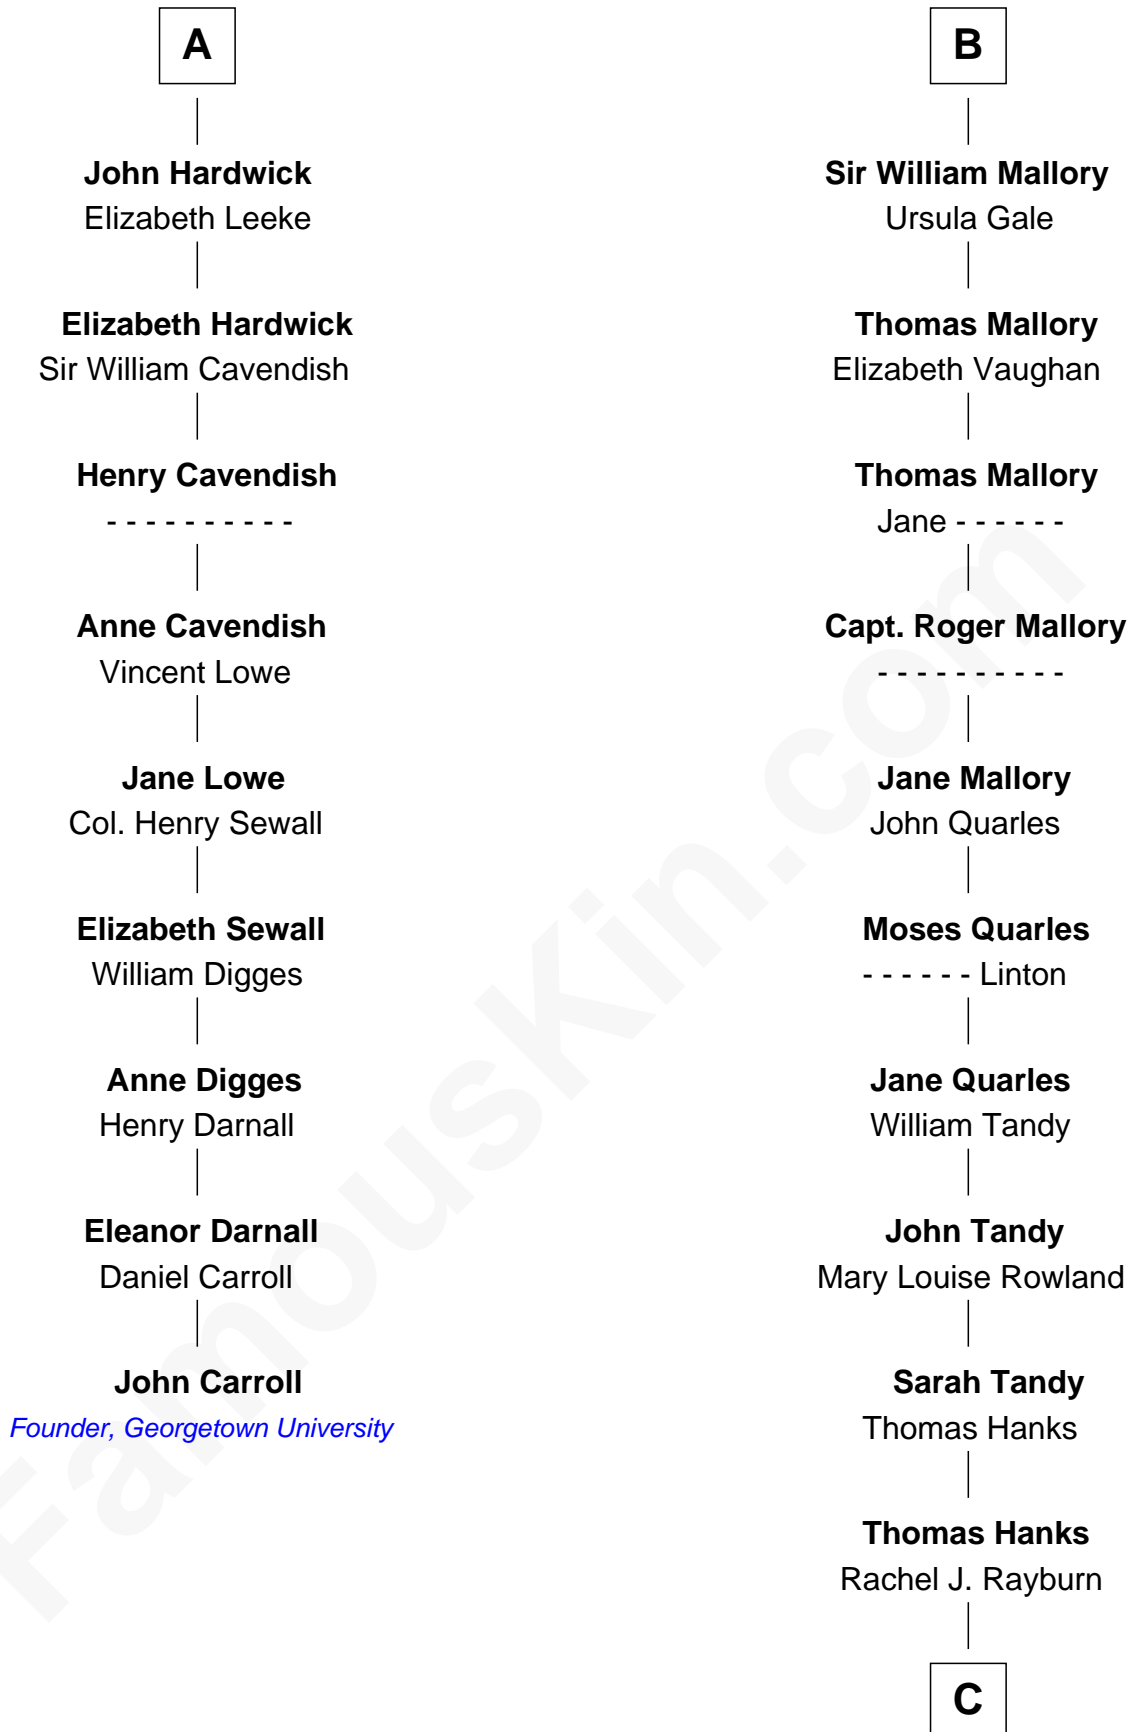 A
John Hardwick
Elizabeth Leeke
Elizabeth Hardwick
Sir William Cavendish
Henry Cavendish
- - - - - - - - - -
Anne Cavendish
Vincent Lowe
Jane Lowe
Col. Henry Sewall
Elizabeth Sewall
William Digges
Anne Digges
Henry Darnall
Eleanor Darnall
Daniel Carroll
John Carroll
Founder, Georgetown University
B
Sir William Mallory
Ursula Gale
Thomas Mallory
Elizabeth Vaughan
Thomas Mallory
Jane - - - - - -
Capt. Roger Mallory
- - - - - - - - - -
Jane Mallory
John Quarles
Moses Quarles
- - - - - - Linton
Jane Quarles
William Tandy
John Tandy
Mary Louise Rowland
Sarah Tandy
Thomas Hanks
Thomas Hanks
Rachel J. Rayburn
C
FamousKin.com